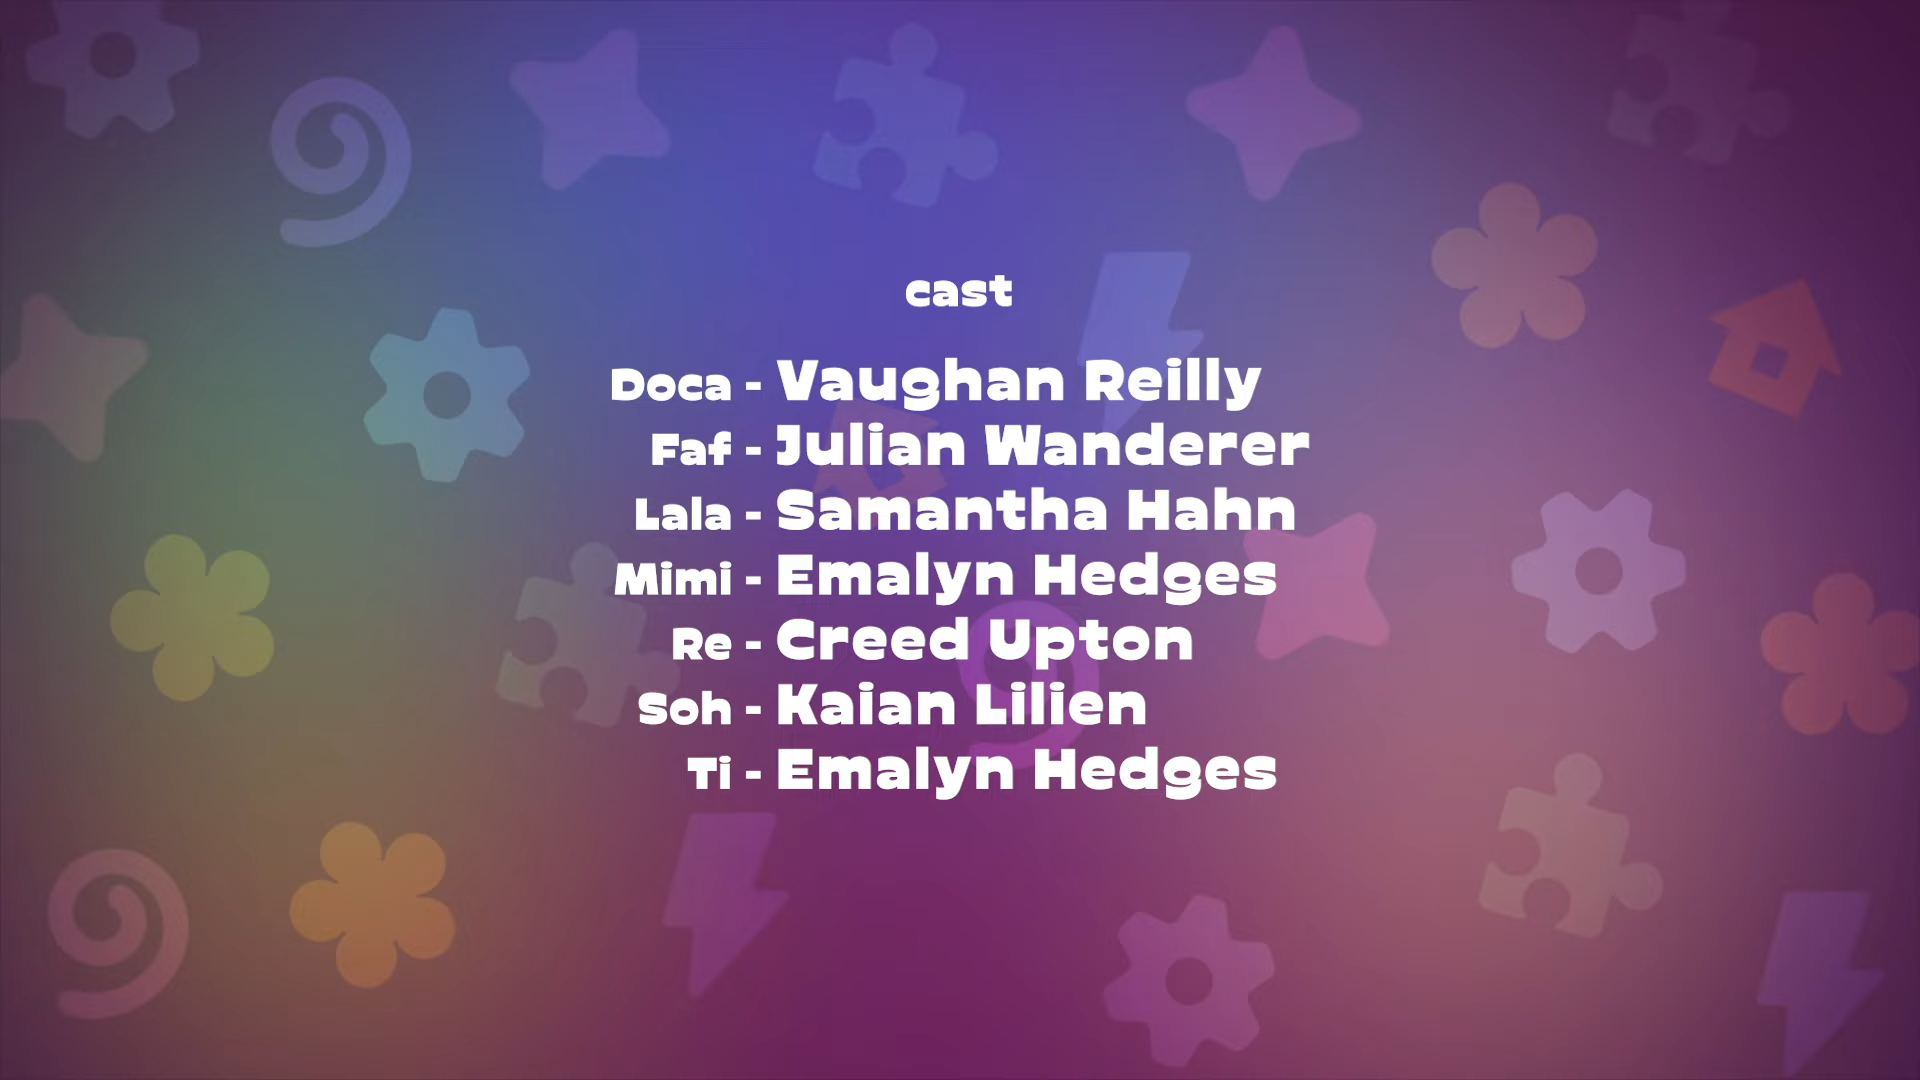 cast
Doca - Vaughan Reilly
Faf - Julian Wanderer
Lala - Samantha Hahn
Mimi - Emalyn Hedges
Re - Creed Upton
Soh - Kaian Lilien
Ti - Emalyn Hedges